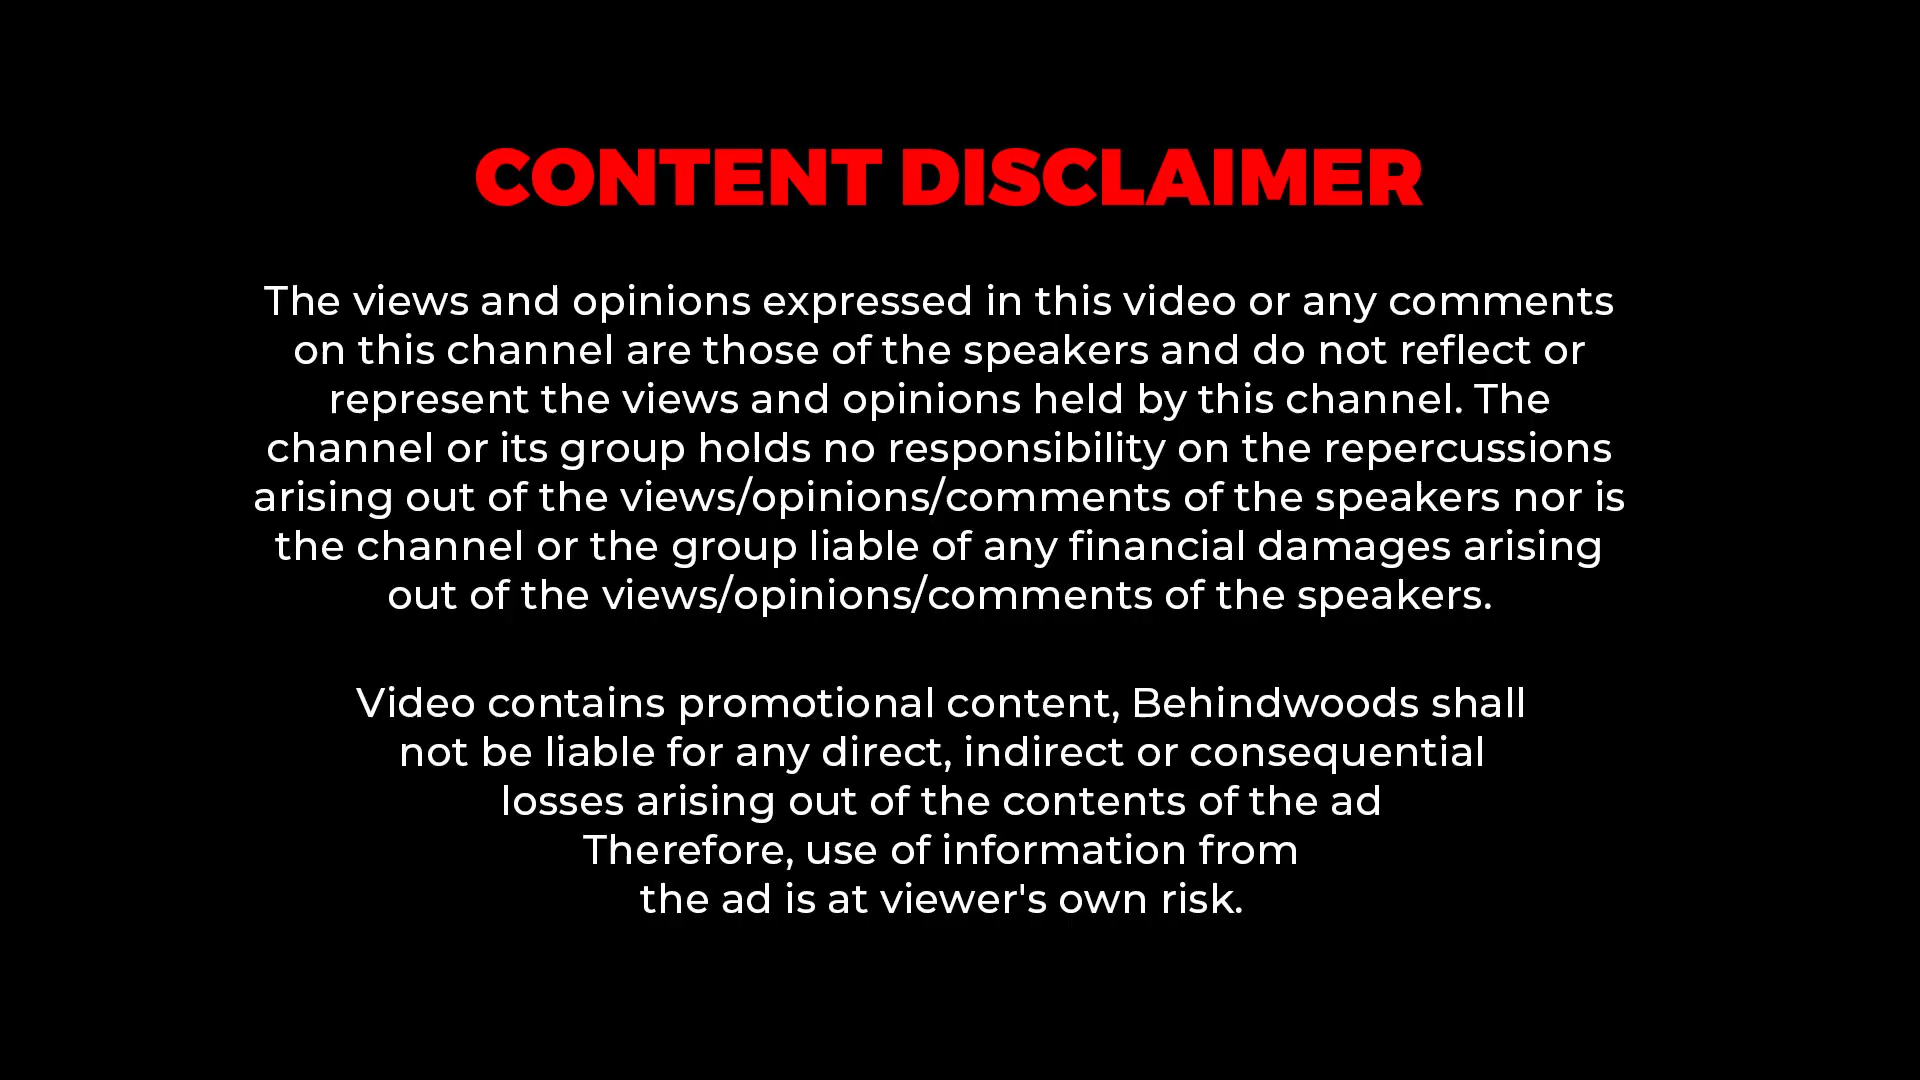 CONTENT DISCLAIMER
The views and opinions expressed in this video or any comments
on this channel are those of the speakers and do not reflect or
represent the views and opinions held by this channel. The
channel or its group holds no responsibility on the repercussions
arising out of the views/opinions/comments of the speakers nor is
the channel or the group liable of any financial damages arising
out of the views/opinions/comments of the speakers.
Video contains promotional content, Behindwoods shall
not be liable for any direct, indirect or consequential
losses arising out of the contents of the ad
Therefore, use of information from
the ad is at viewer's own risk.